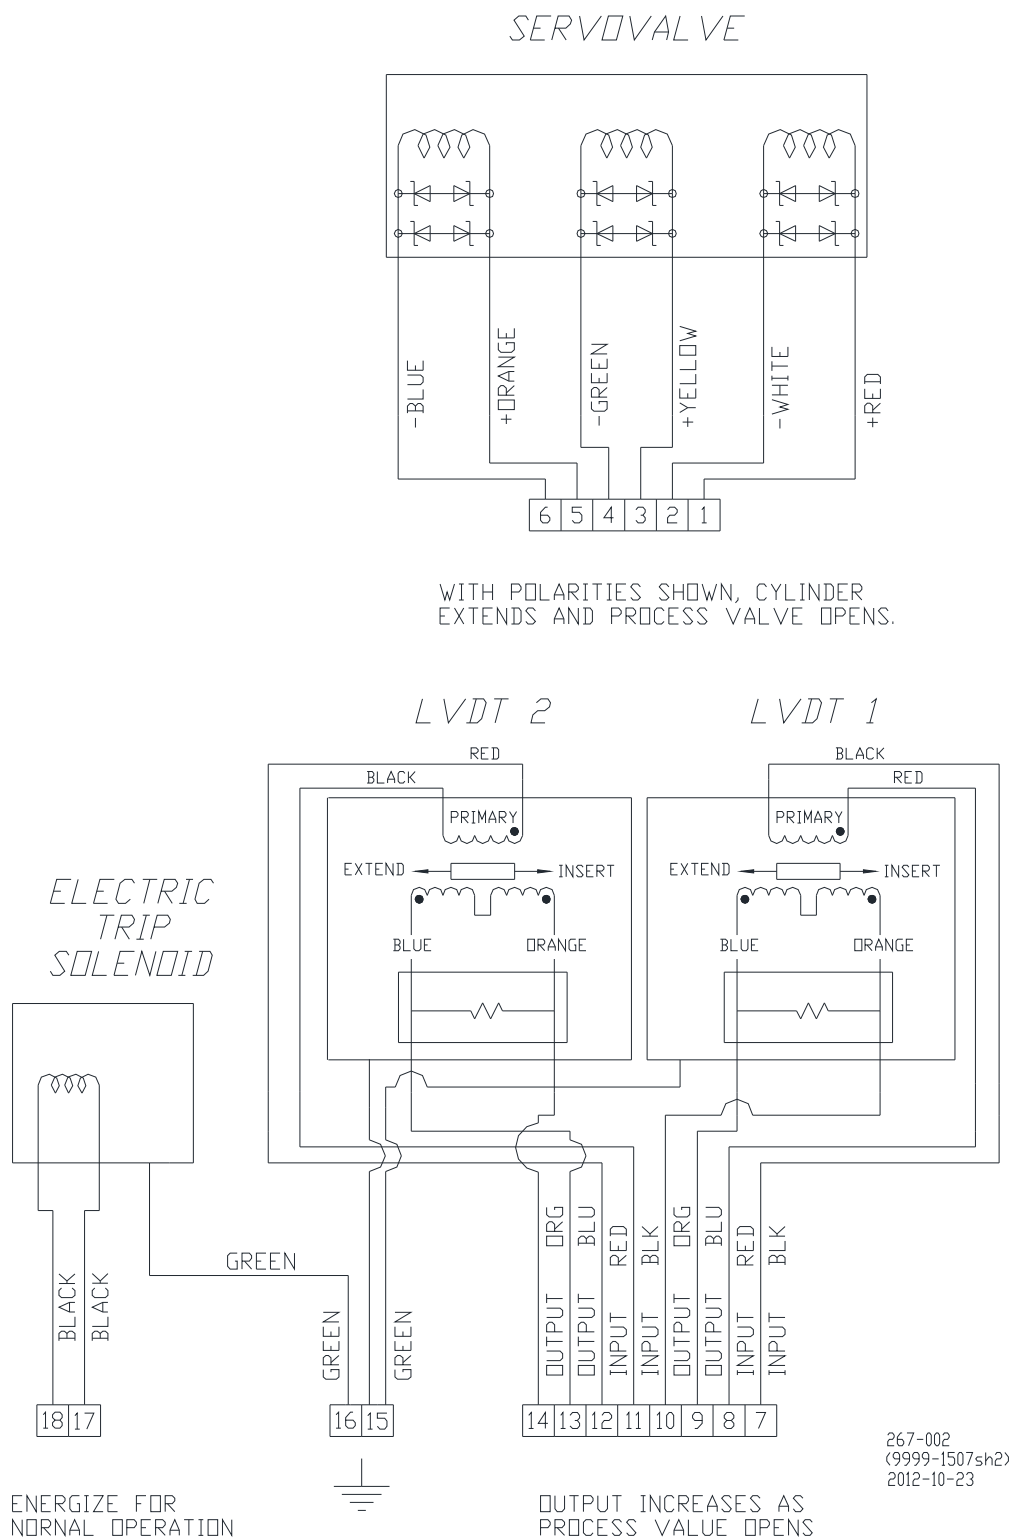 SERVOVALVE
-BLUE
+ORANGE
-GREEN
+YELLOW
-WHITE
+RED
6 5 4 3 2 1
WITH POLARITIES SHOWN, CYLINDER
EXTENDS AND PROCESS VALVE OPENS.
LVDT 2
LVDT 1
RED
BLACK
BLACK
RED
PRIMARY
PRIMARY
EXTEND
INSERT
EXTEND
INSERT
BLUE
ORANGE
BLUE
ORANGE
ELECTRIC
TRIP
SOLENOID
GREEN
BLACK
BLACK
GREEN
GREEN
OUTPUT ORG
OUTPUT BLU
INPUT RED
INPUT BLK
OUTPUT ORG
OUTPUT BLU
INPUT RED
INPUT BLK
18 17
16 15
14 13 12 11 10 9 8 7
267-002
(9999-1507sh2)
2012-10-23
ENERGIZE FOR
NORNAL OPERATION
OUTPUT INCREASES AS
PROCESS VALUE OPENS